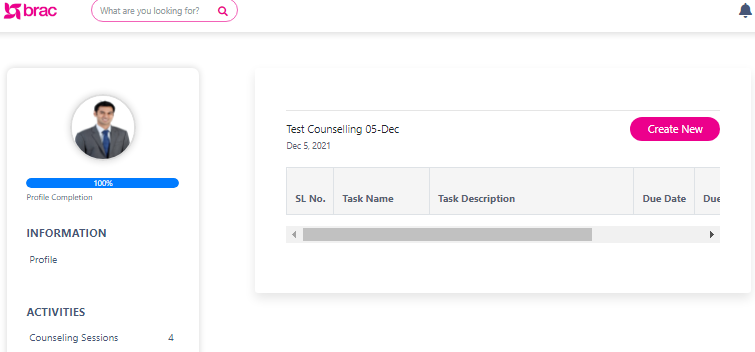 brac
What are you looking for?
100%
Profile Completion
INFORMATION
Profile
ACTIVITIES
Counseling Sessions 4
Test Counselling 05-Dec
Create New
Dec 5, 2021
SL No. Task Name Task Description Due Date Due